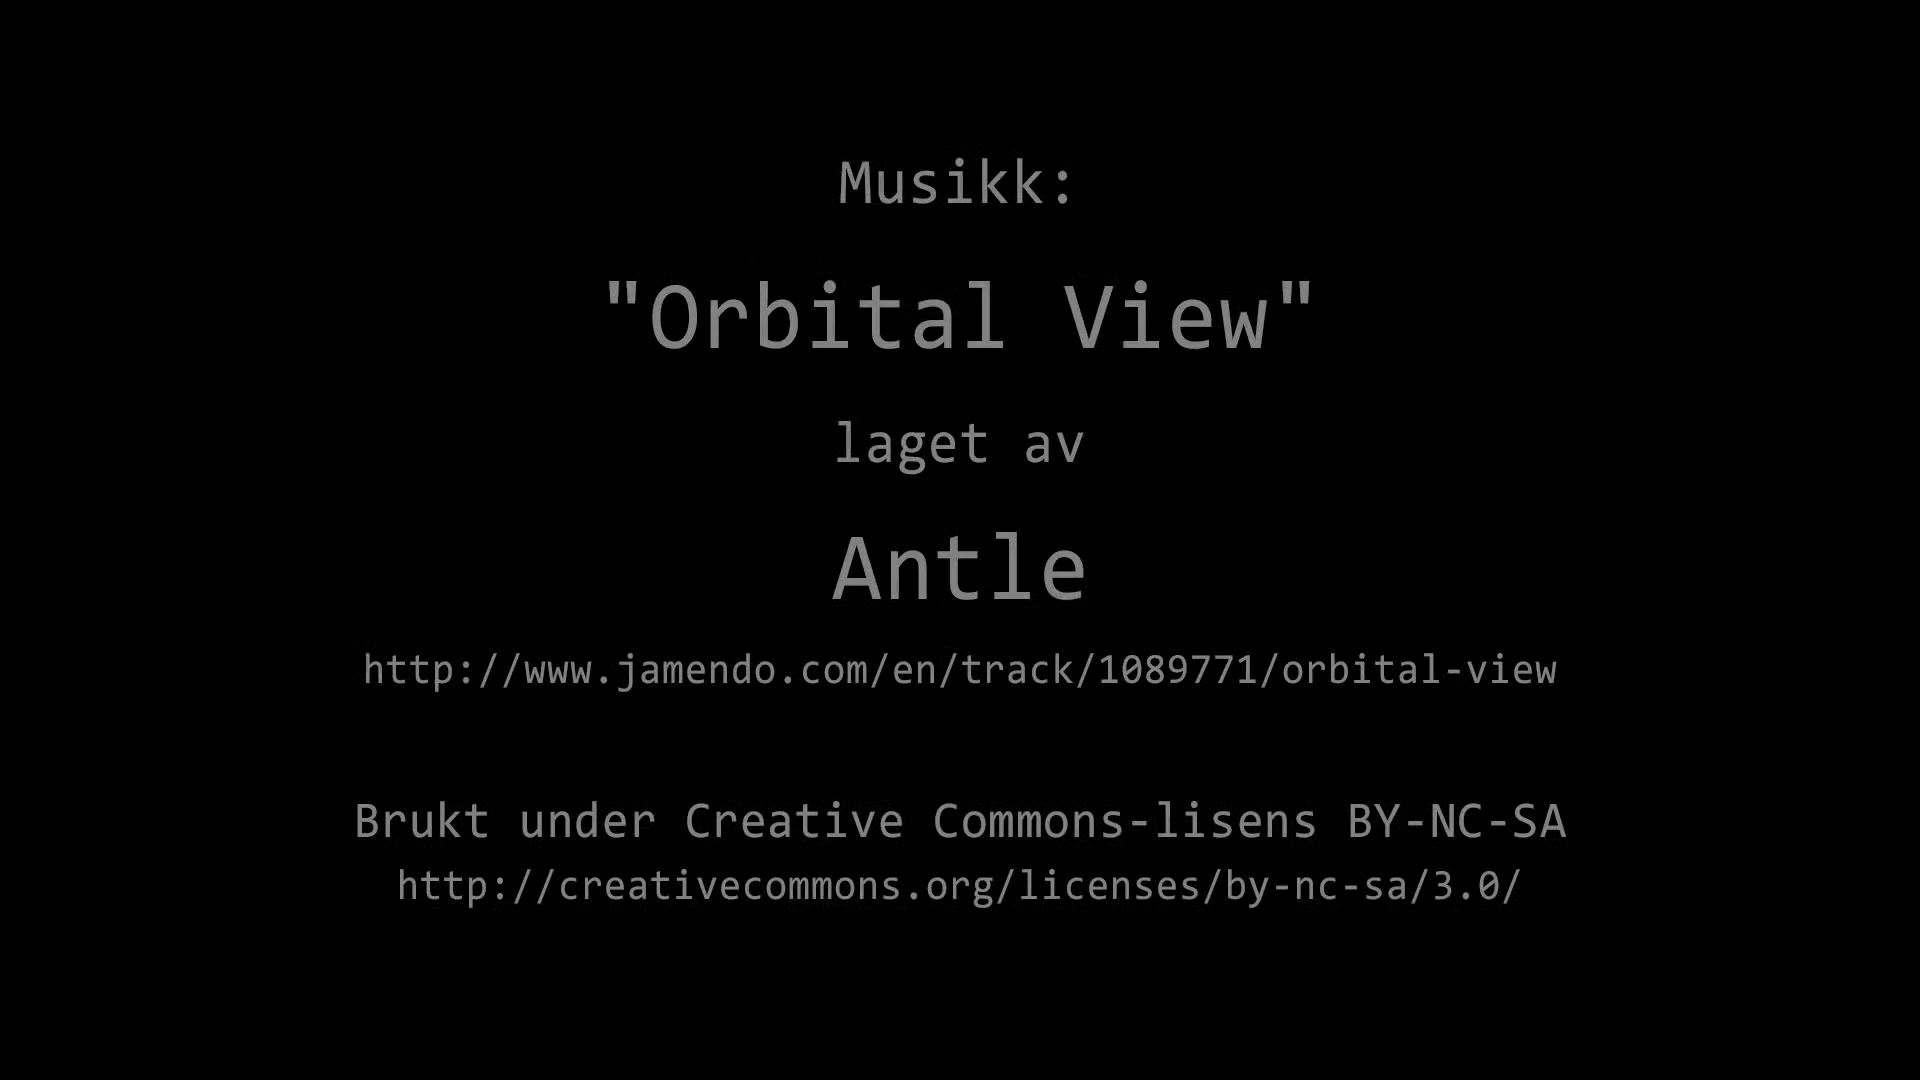 Musikk:
"Orbital View"
laget av
Antle
http://www.jamendo.com/en/track/1089771/orbital-view
Brukt under Creative Commons-lisens BY-NC-SA
http://creativecommons.org/licenses/by-nc-sa/3.0/